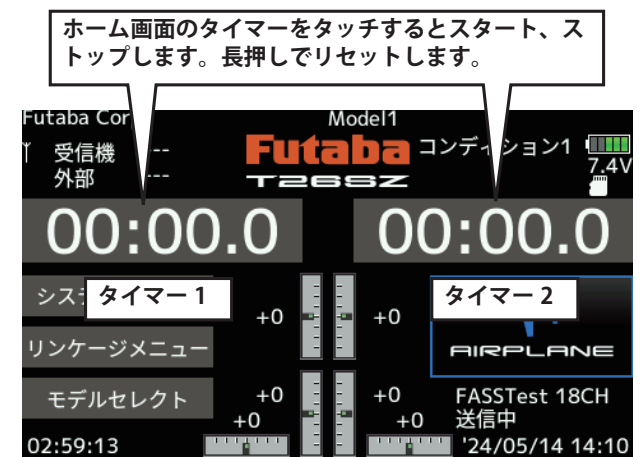 ホーム画面のタイマーをタッチするとスタート、ス
トップします。長押しでリセットします。
Futaba Cor
Model1
受信機 ---
外部 ---
Futaba
T26SZ
コンディション1
7.4V
00:00.0
00:00.0
シス
タイマー 1
タイマー 2
+0
+0
リンケージメニュー
AIRPLANE
モデルセレクト
+0
+0
+0
+0
FASSTest 18CH
送信中
02:59:13
'24/05/14 14:10